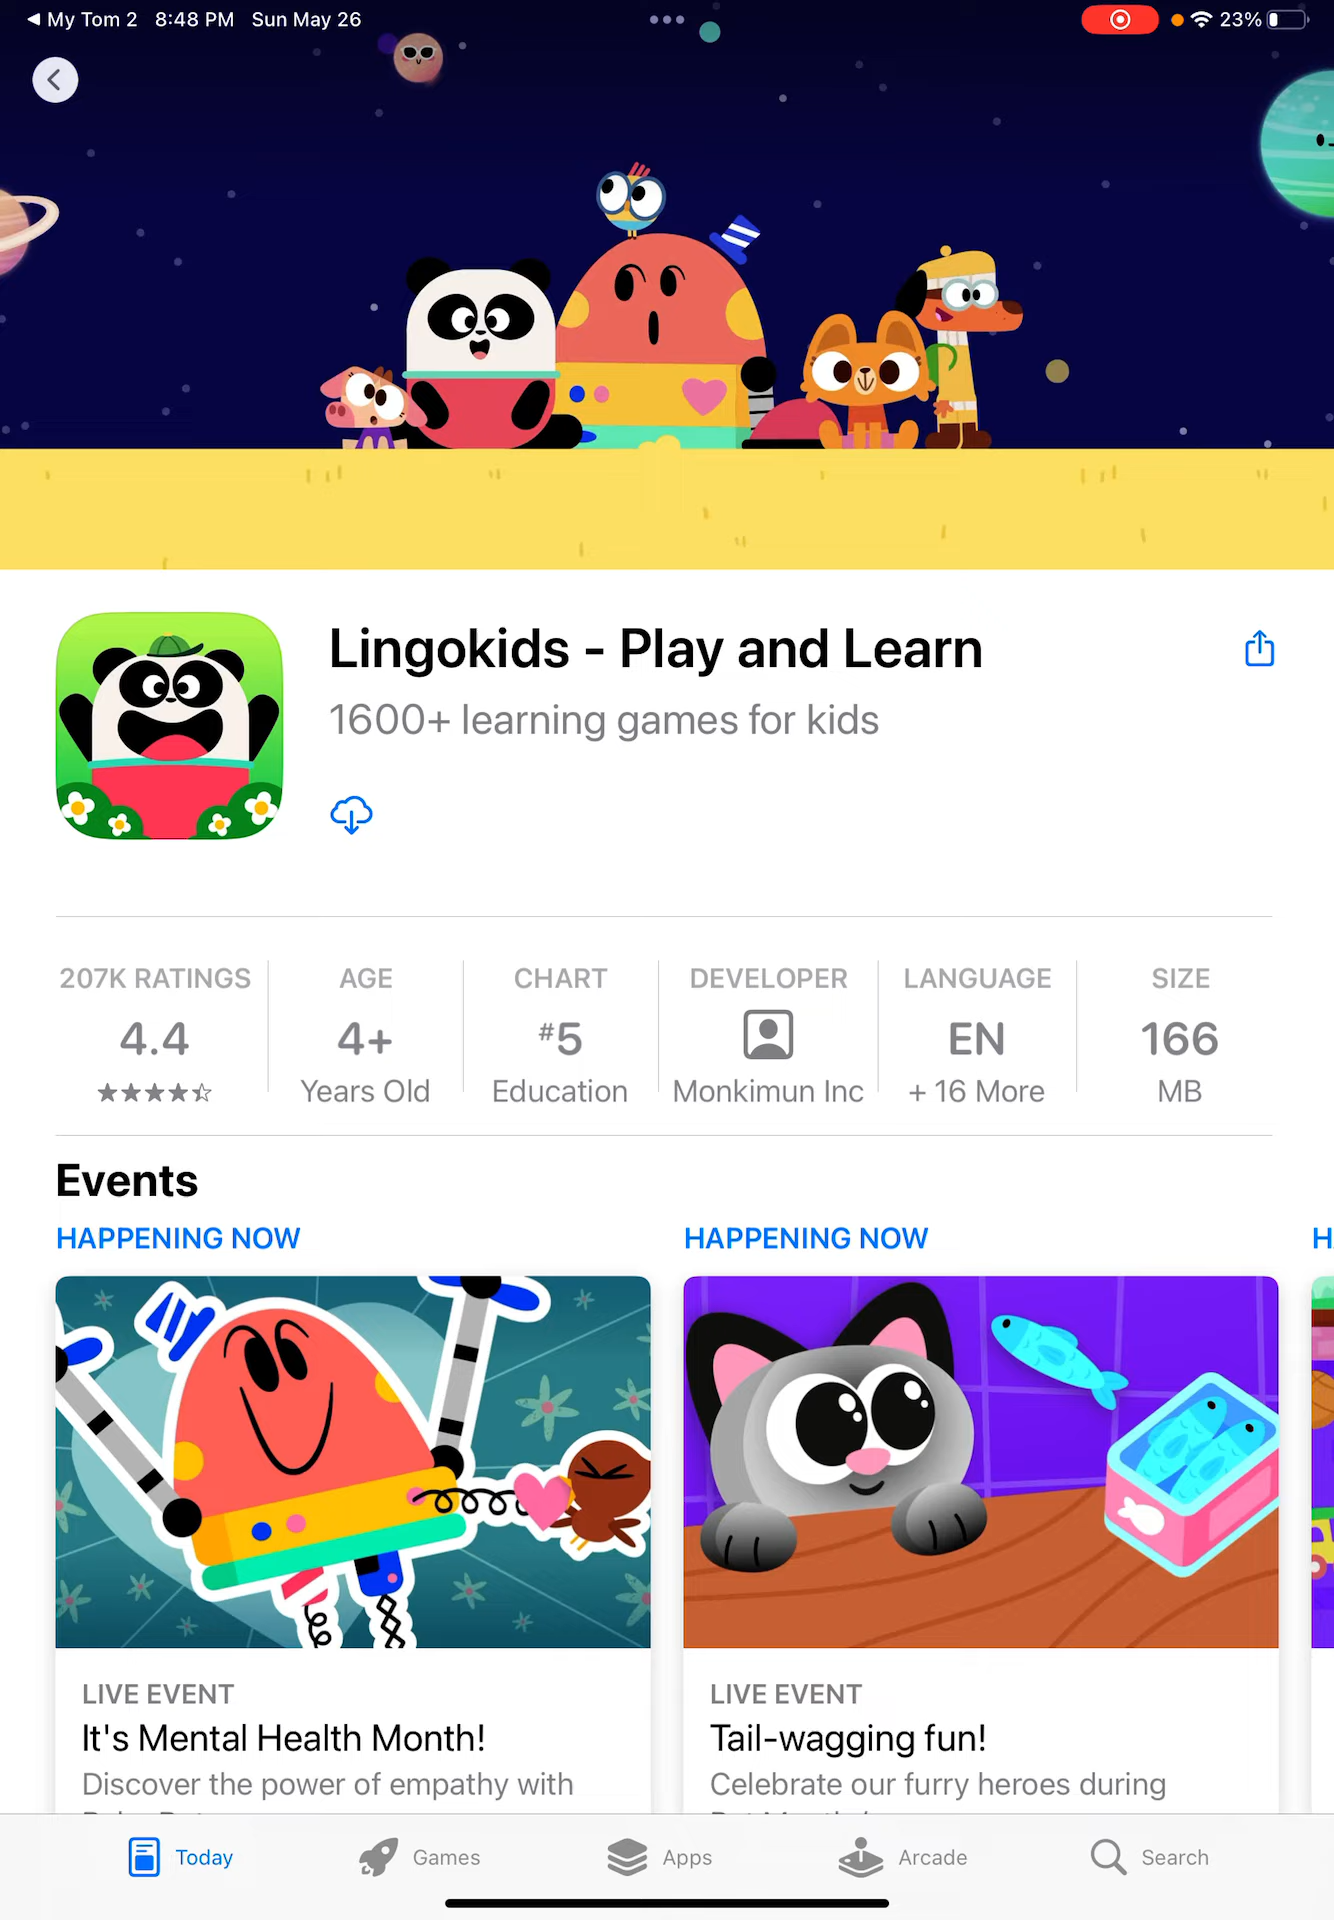 My Tom 2 8:48 PM Sun May 26
23%
Lingokids - Play and Learn
1600+ learning games for kids
207K RATINGS
4.4
AGE
4+
Years Old
CHART
#5
Education
DEVELOPER
Monkimun Inc
LANGUAGE
EN
+ 16 More
SIZE
166
MB
Events
HAPPENING NOW
HAPPENING NOW
H
LIVE EVENT
It's Mental Health Month!
Discover the power of empathy with
LIVE EVENT
Tail-wagging fun!
Celebrate our furry heroes during
Today
Games
Apps
Arcade
Search